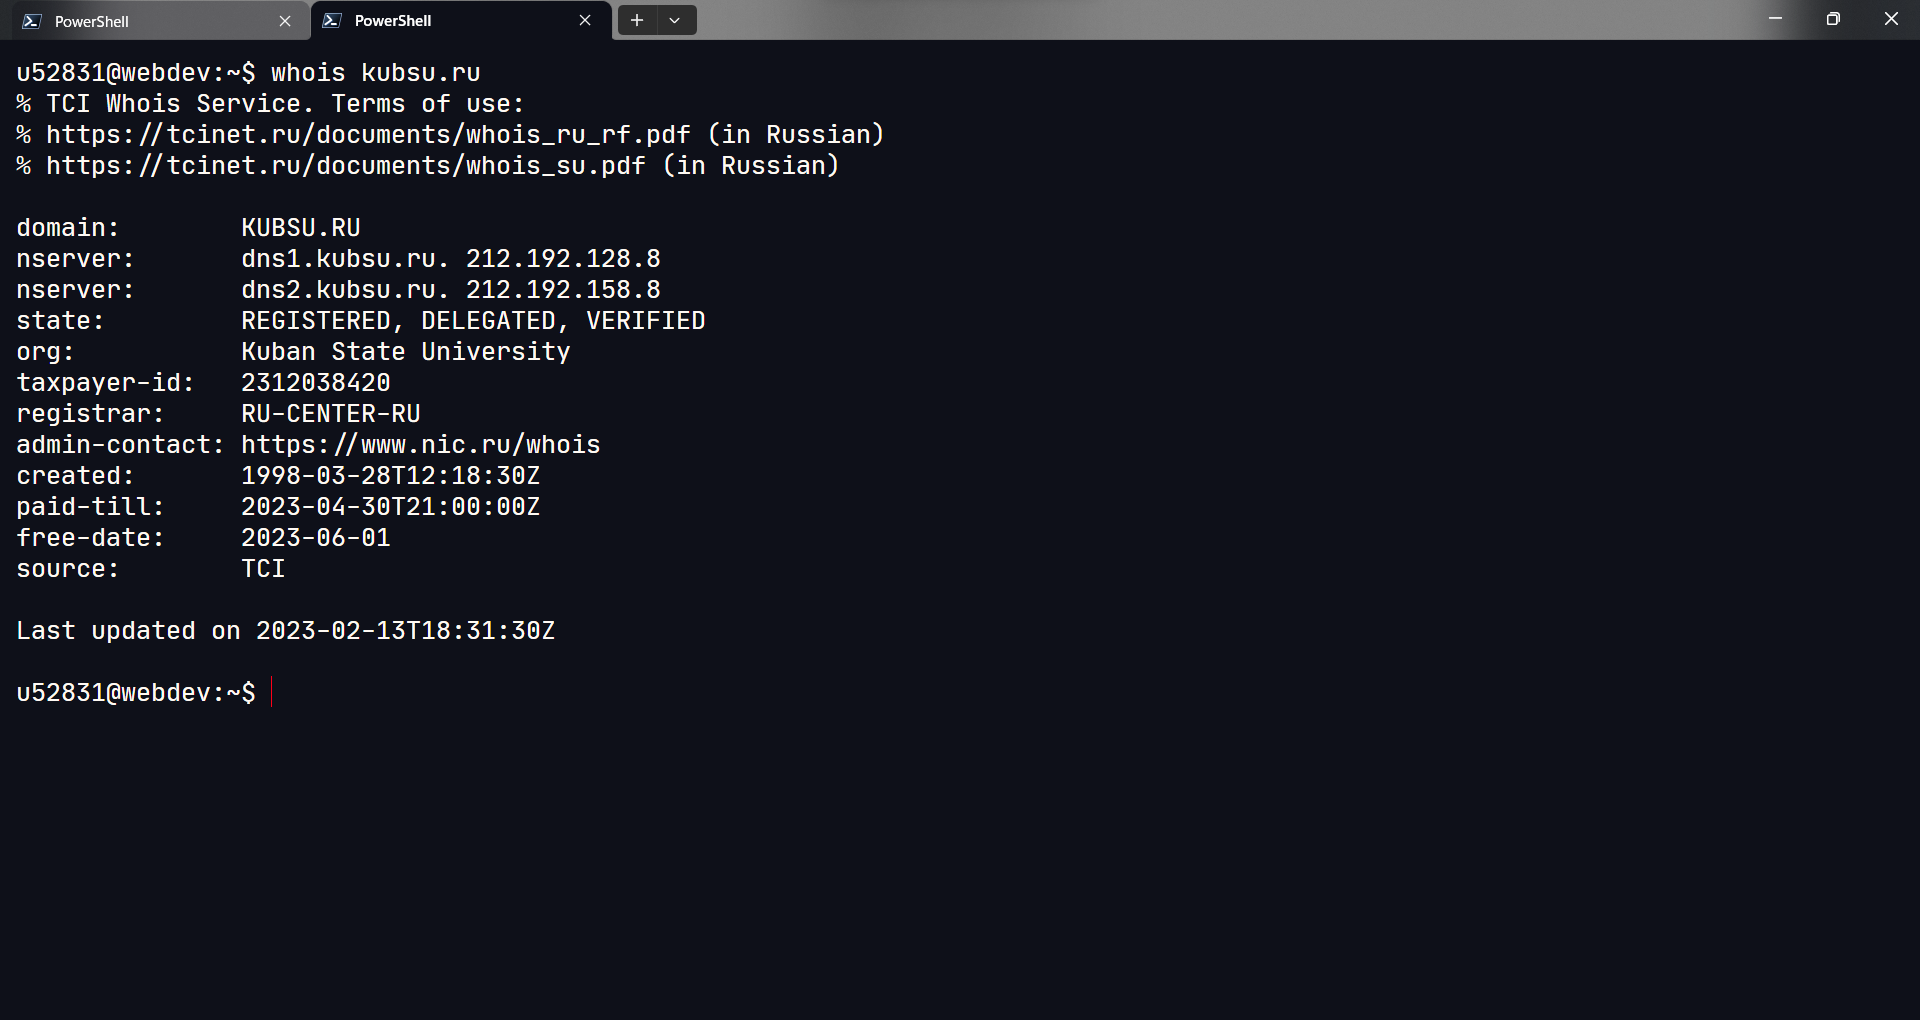 PowerShell
PowerShell
u52831@webdev:~$ whois kubsu.ru
% TCI Whois Service. Terms of use:
% https://tcinet.ru/documents/whois_ru_rf.pdf (in Russian)
% https://tcinet.ru/documents/whois_su.pdf (in Russian)

domain:        KUBSU.RU
nserver:       dns1.kubsu.ru. 212.192.128.8
nserver:       dns2.kubsu.ru. 212.192.158.8
state:         REGISTERED, DELEGATED, VERIFIED
org:           Kuban State University
taxpayer-id:   2312038420
registrar:     RU-CENTER-RU
admin-contact: https://www.nic.ru/whois
created:       1998-03-28T12:18:30Z
paid-till:     2023-04-30T21:00:00Z
free-date:     2023-06-01
source:        TCI

Last updated on 2023-02-13T18:31:30Z

u52831@webdev:~$